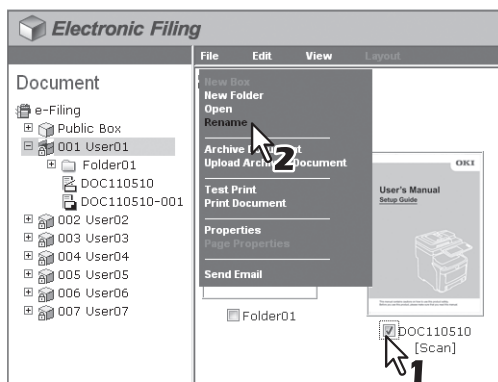 Electronic Filing
File Edit View Layout
Document
e-Filing
Public Box
001 User01
Folder01
DOC110510
DOC110510-001
002 User02
003 User03
004 User04
005 User05
006 User06
007 User07
New Box
New Folder
Open
Rename
Archive Document
Upload Archive Document
Test Print
Print Document
Properties
Page Properties
Send Email
2
Folder01
OKI
User's Manual
Setup Guide
DOC110510
[Scan]
1